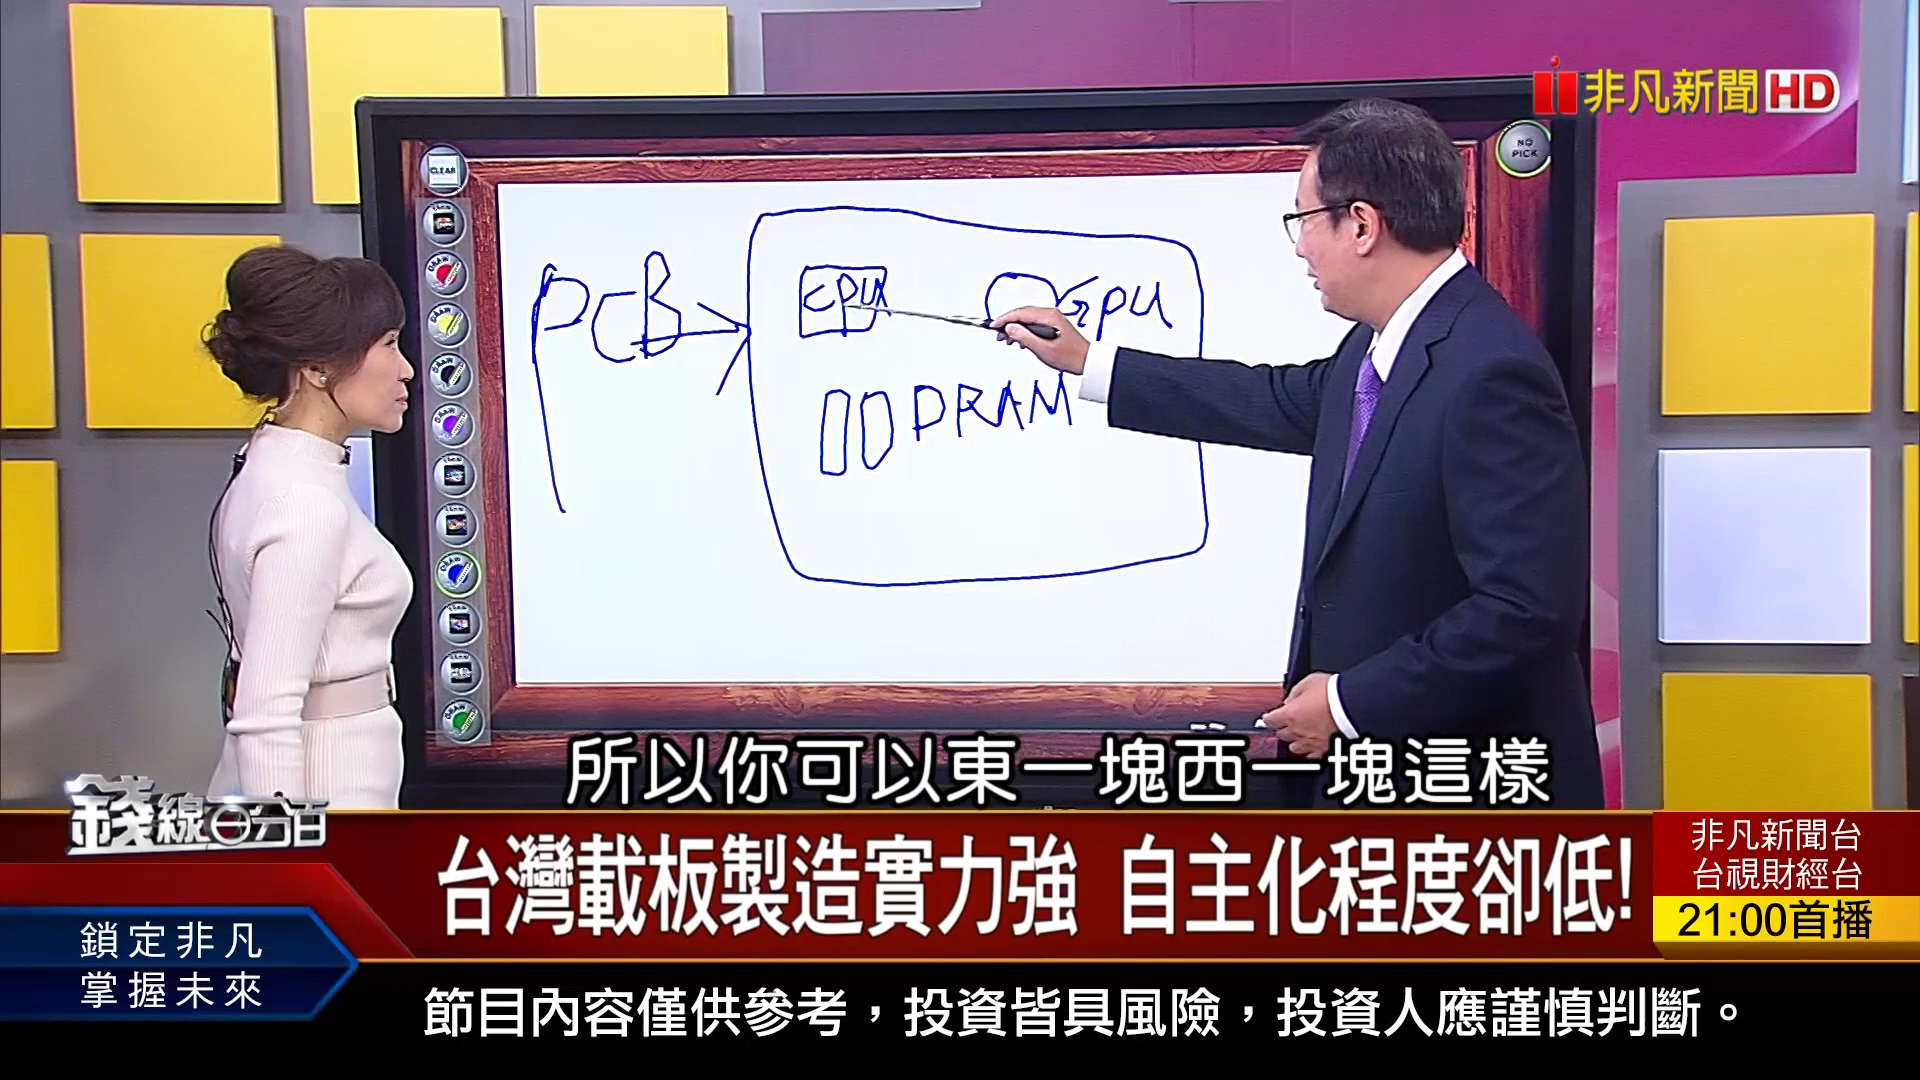 非凡新聞HD
NO PICK
CLEAR
PCB
CPU
GPU
DRAM
所以你可以東一塊西一塊這樣
錢線百分百
台灣載板製造實力強 自主化程度卻低!
非凡新聞台
台視財經台
21:00首播
鎖定非凡
掌握未來
節目內容僅供參考，投資皆具風險，投資人應謹慎判斷。